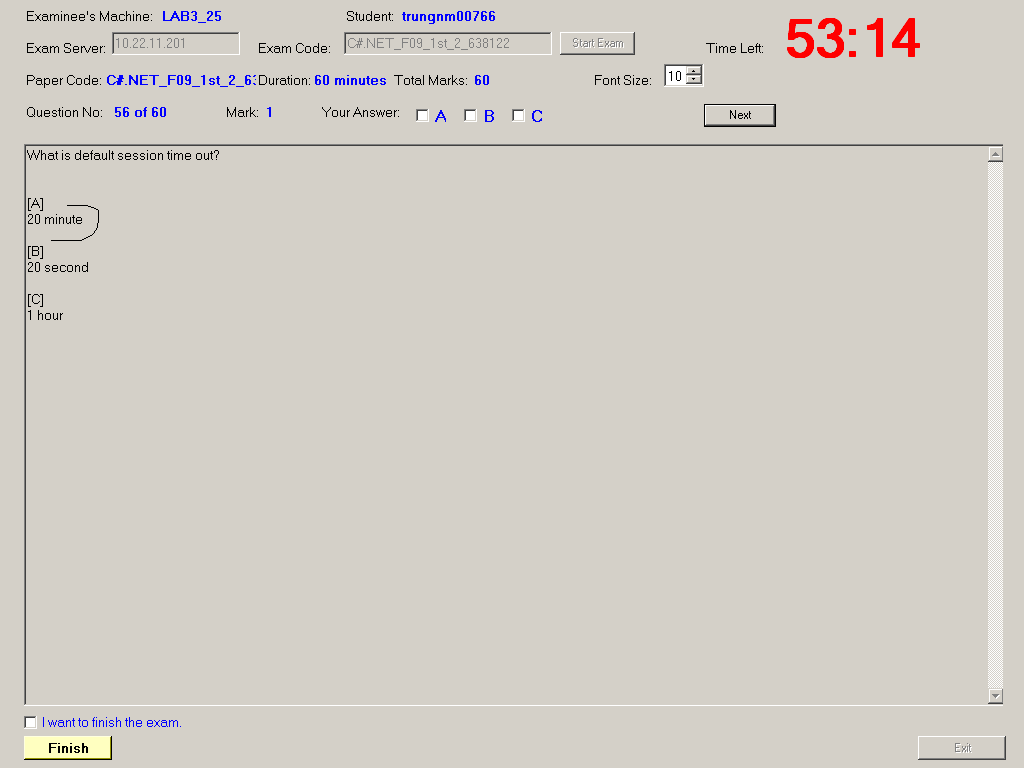 Examinee's Machine: LAB3_25 Student: trungnm00766
Exam Server: 10.22.11.201 Exam Code: C#.NET_F09_1st_2_638122 Start Exam Time Left: 53:14
Paper Code: C#.NET_F09_1st_2_6 Duration: 60 minutes Total Marks: 60 Font Size: 10
Question No: 56 of 60 Mark: 1 Your Answer: A B C Next
What is default session time out?
[A]
20 minute
[B]
20 second
[C]
1 hour
I want to finish the exam.
Finish Exit